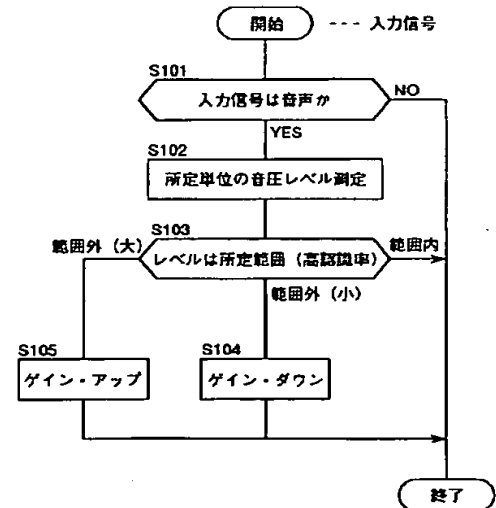 開始 --- 入力信号
S101
入力信号は音声か
NO
YES
S102
所定単位の音圧レベル測定
S103
範囲外（大）
レベルは所定範囲（高認識率）
範囲内
範囲外（小）
S105
ゲイン・アップ
S104
ゲイン・ダウン
終了